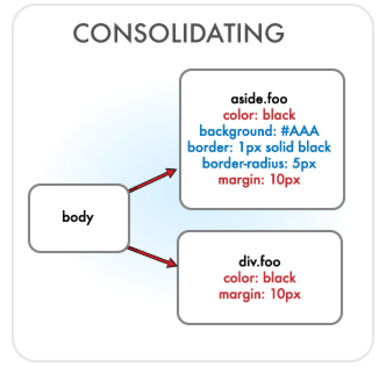 CONSOLIDATING
aside.foo
color: black
background: #AAA
border: 1px solid black
border-radius: 5px
margin: 10px
body
div.foo
color: black
margin: 10px